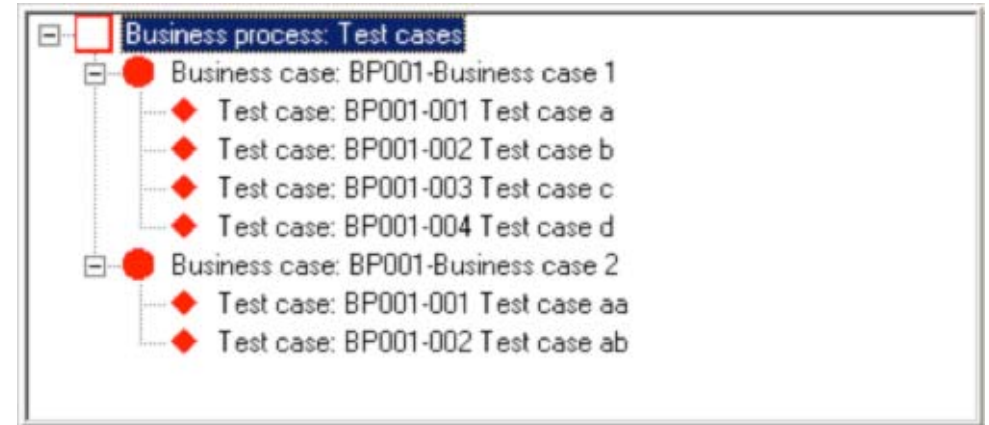 Business process: Test cases
Business case: BP001-Business case 1
Test case: BP001-001 Test case a
Test case: BP001-002 Test case b
Test case: BP001-003 Test case c
Test case: BP001-004 Test case d
Business case: BP001-Business case 2
Test case: BP001-001 Test case aa
Test case: BP001-002 Test case ab